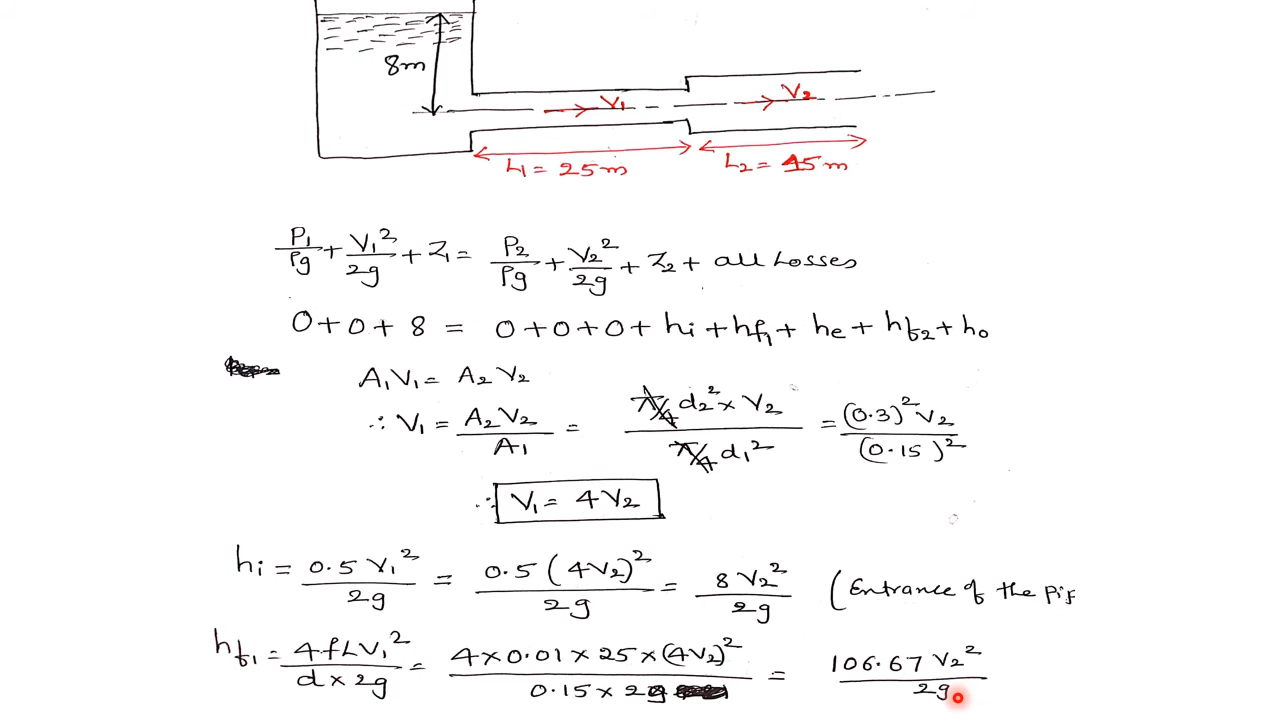 8m
V₁
V₂
L₁ = 25m
L₂ = 15m
P₁/ρg + V₁²/2g + Z₁ = P₂/ρg + V₂²/2g + Z₂ + all Losses
0 + 0 + 8 = 0 + 0 + 0 + hi + hf₁ + he + hf₂ + ho
A₁V₁ = A₂V₂
∴ V₁ = A₂V₂/A₁ = π/4 d₂² × V₂ / π/4 d₁² = (0.3)² V₂/(0.15)²
∴ V₁ = 4V₂
hi = 0.5 V₁²/2g = 0.5 (4V₂)²/2g = 8 V₂²/2g (Entrance of the
hf₁ = 4fLV₁²/d × 2g = 4 × 0.01 × 25 × (4V₂)²/0.15 × 2g = 106.67 V₂²/2g